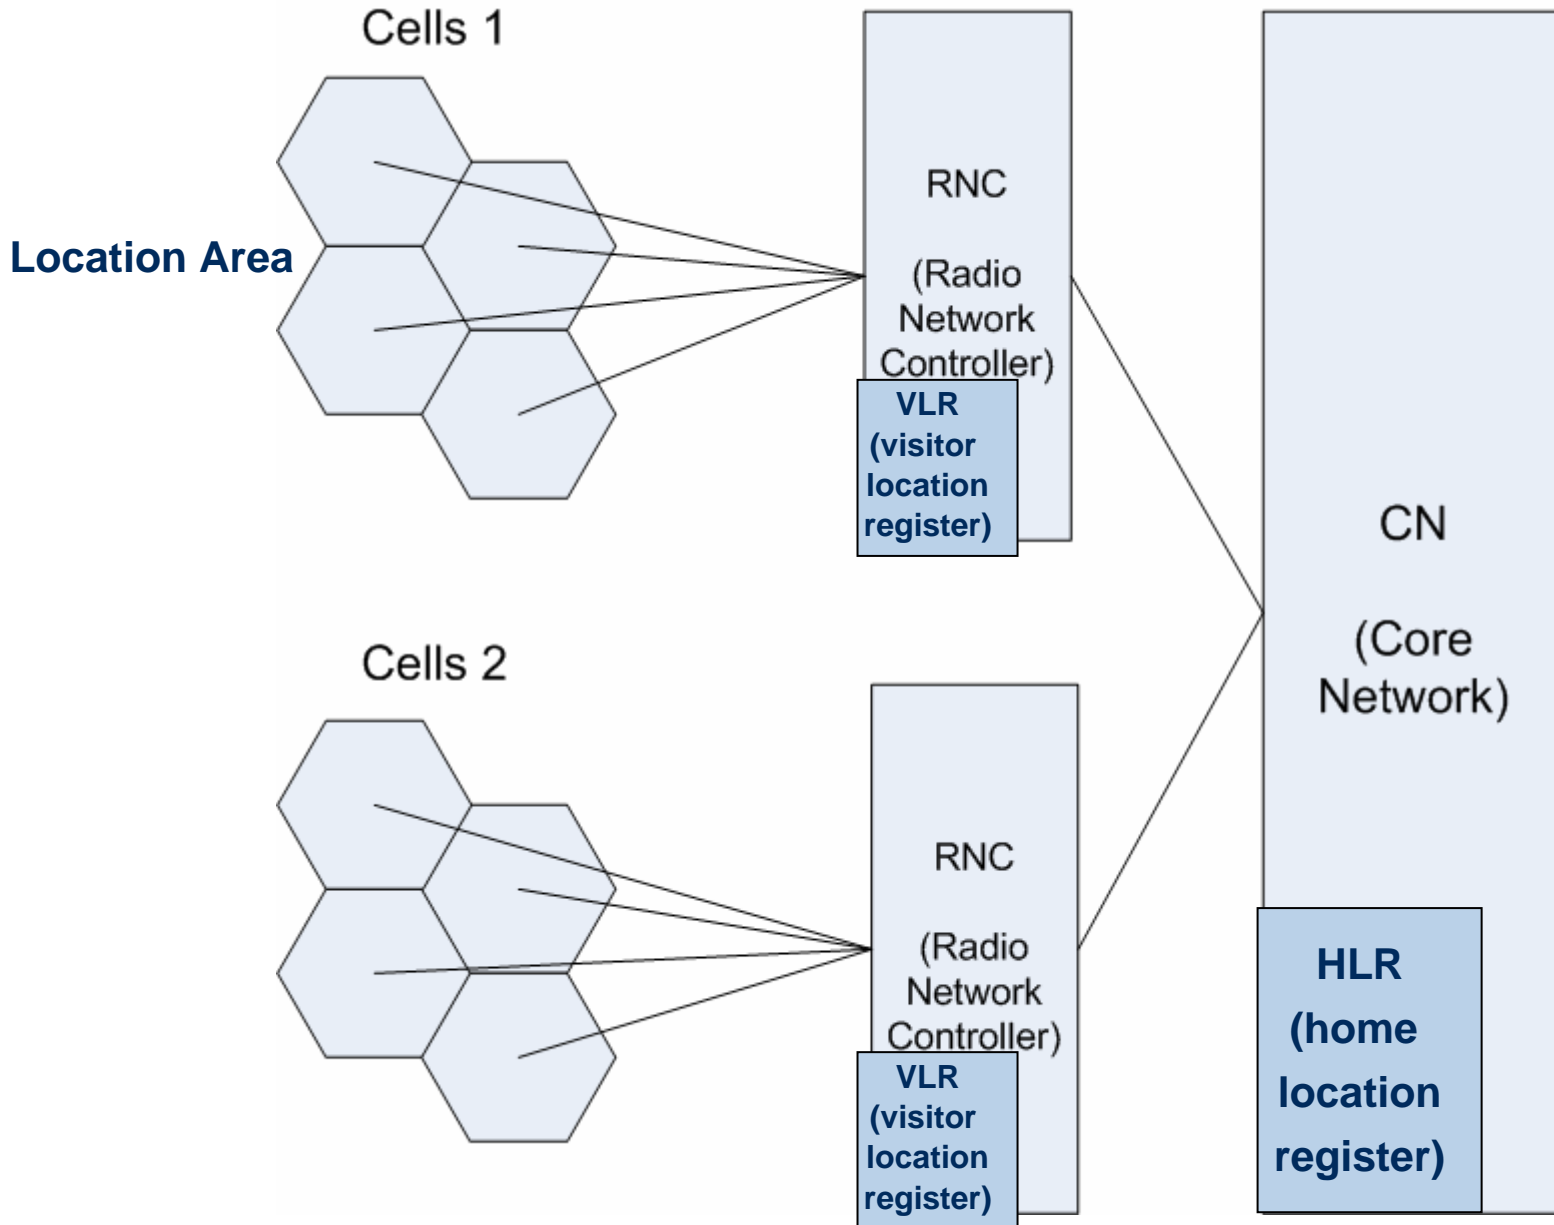 Cells 1
Location Area
RNC
(Radio
Network
Controller)
VLR
(visitor
location
register)
Cells 2
RNC
(Radio
Network
Controller)
VLR
(visitor
location
register)
CN
(Core
Network)
HLR
(home
location
register)